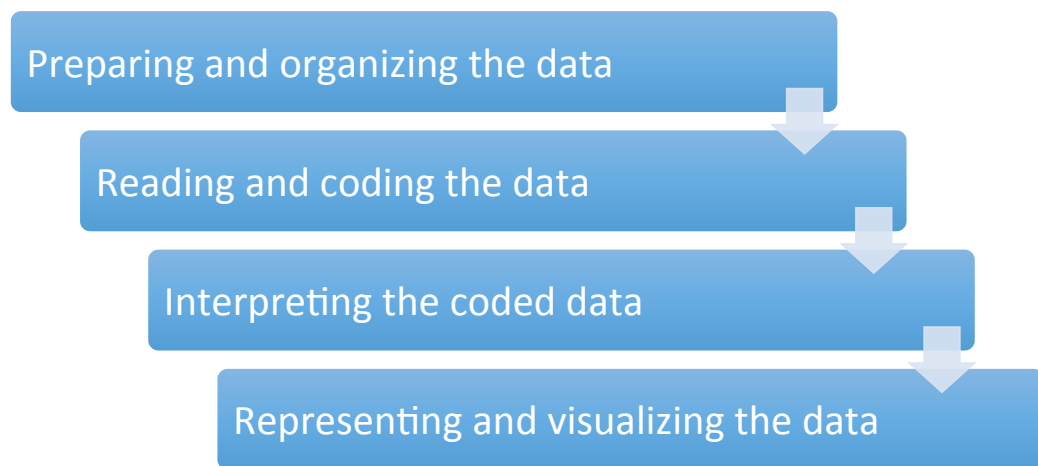 Preparing and organizing the data
Reading and coding the data
Interpreting the coded data
Representing and visualizing the data